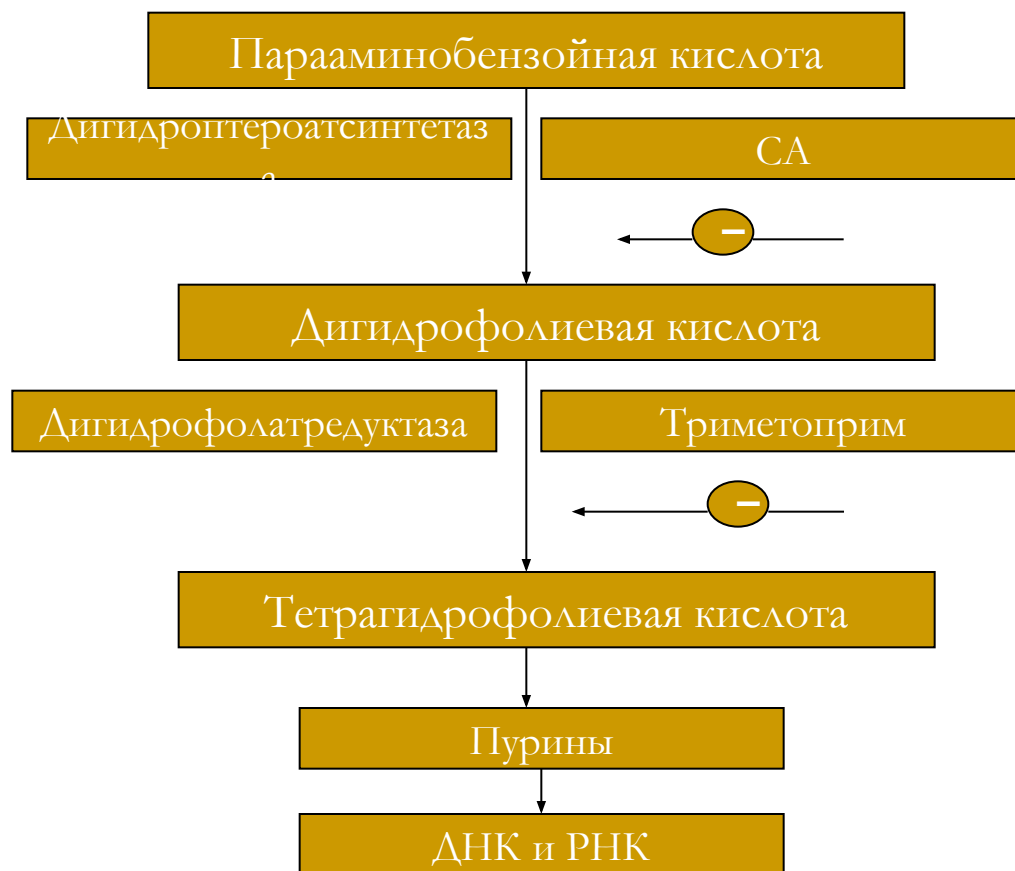 Парааминобензойная кислота
Дигидроптероатсинтетаз
СА
–
Дигидрофолиевая кислота
Дигидрофолатредуктаза
Триметоприм
–
Тетрагидрофолиевая кислота
Пурины
ДНК и РНК